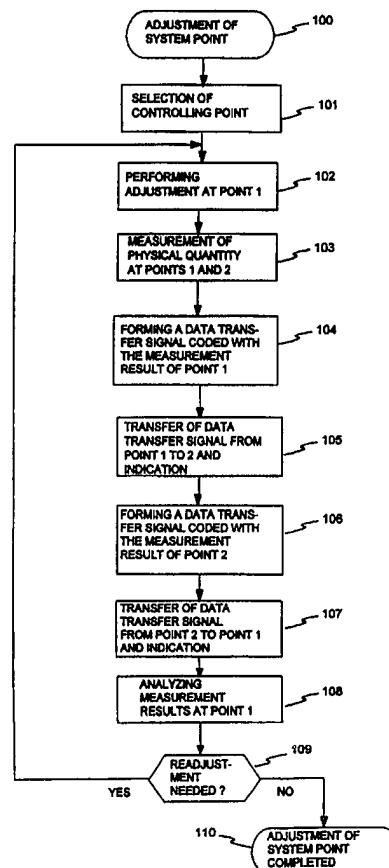 ADJUSTMENT OF
SYSTEM POINT
100
SELECTION OF
CONTROLLING POINT
101
PERFORMING
ADJUSTMENT AT POINT 1
102
MEASUREMENT OF
PHYSICAL QUANTITY
AT POINTS 1 AND 2
103
FORMING A DATA TRANS-
FER SIGNAL CODED WITH
THE MEASUREMENT
RESULT OF POINT 1
104
TRANSFER OF DATA
TRANSFER SIGNAL FROM
POINT 1 TO 2 AND
INDICATION
105
FORMING A DATA TRANS-
FER SIGNAL CODED WITH
THE MEASUREMENT
RESULT OF POINT 2
106
TRANSFER OF DATA
TRANSFER SIGNAL
FROM POINT 2 TO POINT 1
AND INDICATION
107
ANALYZING
MEASUREMENT
RESULTS AT POINT 1
108
READJUST-
MENT
NEEDED ?
109
YES
NO
110
ADJUSTMENT OF
SYSTEM POINT
COMPLETED